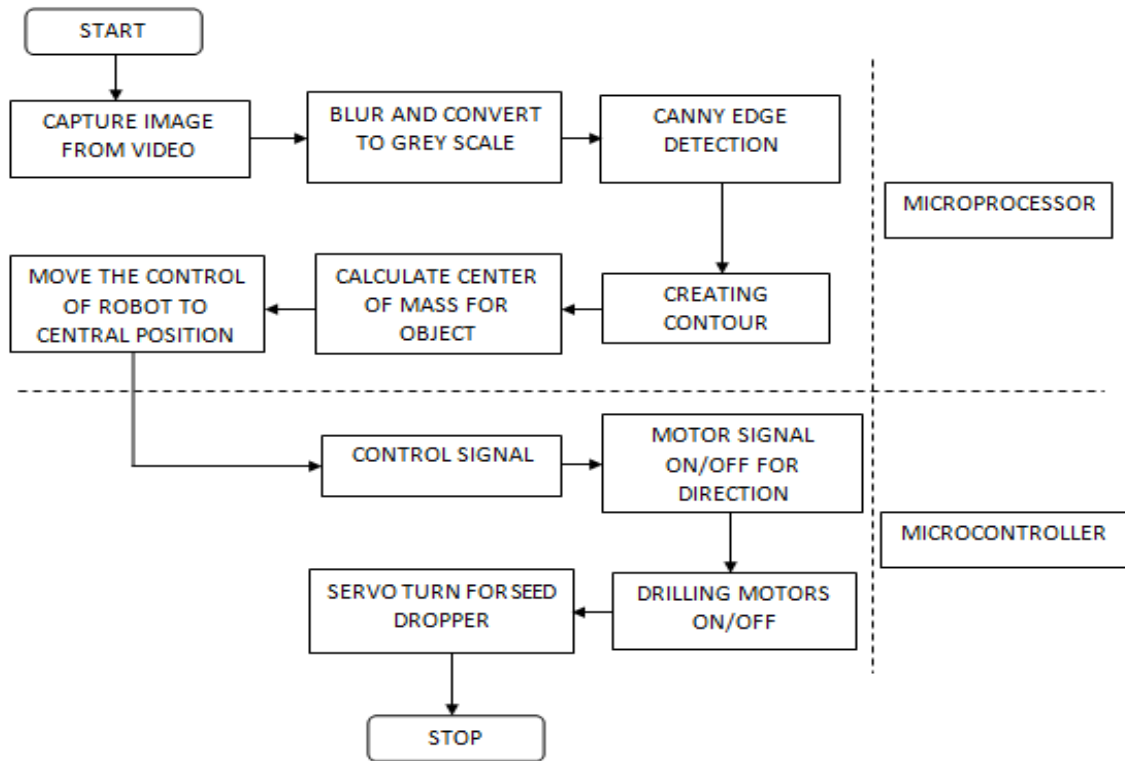 START
CAPTURE IMAGE
FROM VIDEO
BLUR AND CONVERT
TO GREY SCALE
CANNY EDGE
DETECTION
MICROPROCESSOR
MOVE THE CONTROL
OF ROBOT TO
CENTRAL POSITION
CALCULATE CENTER
OF MASS FOR
OBJECT
CREATING
CONTOUR
CONTROL SIGNAL
MOTOR SIGNAL
ON/OFF FOR
DIRECTION
MICROCONTROLLER
SERVO TURN FOR SEED
DROPPER
DRILLING MOTORS
ON/OFF
STOP